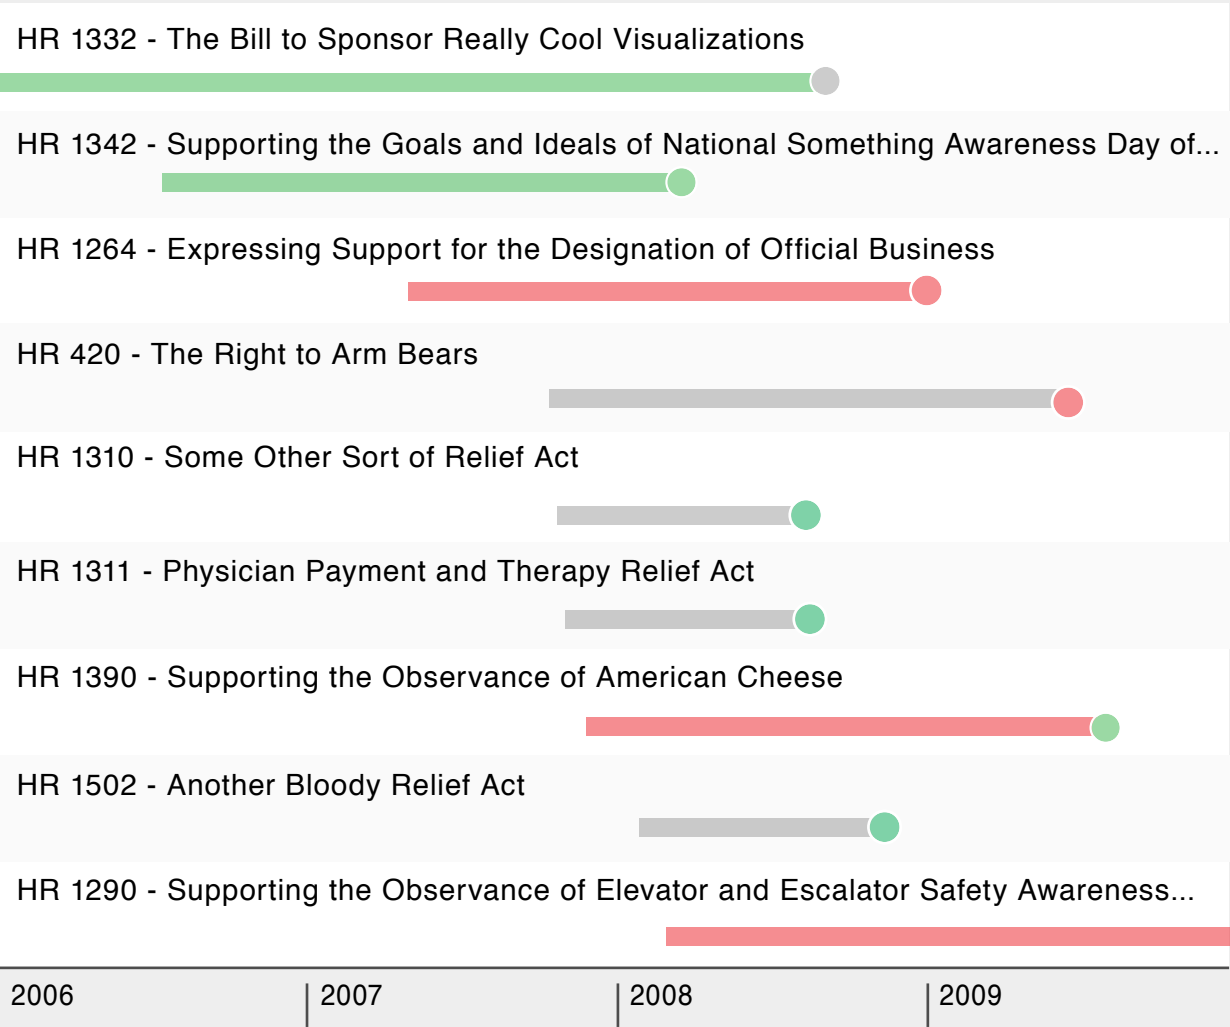 HR 1332 - The Bill to Sponsor Really Cool Visualizations
HR 1342 - Supporting the Goals and Ideals of National Something Awareness Day of...
HR 1264 - Expressing Support for the Designation of Official Business
HR 420 - The Right to Arm Bears
HR 1310 - Some Other Sort of Relief Act
HR 1311 - Physician Payment and Therapy Relief Act
HR 1390 - Supporting the Observance of American Cheese
HR 1502 - Another Bloody Relief Act
HR 1290 - Supporting the Observance of Elevator and Escalator Safety Awareness...
2006 2007 2008 2009